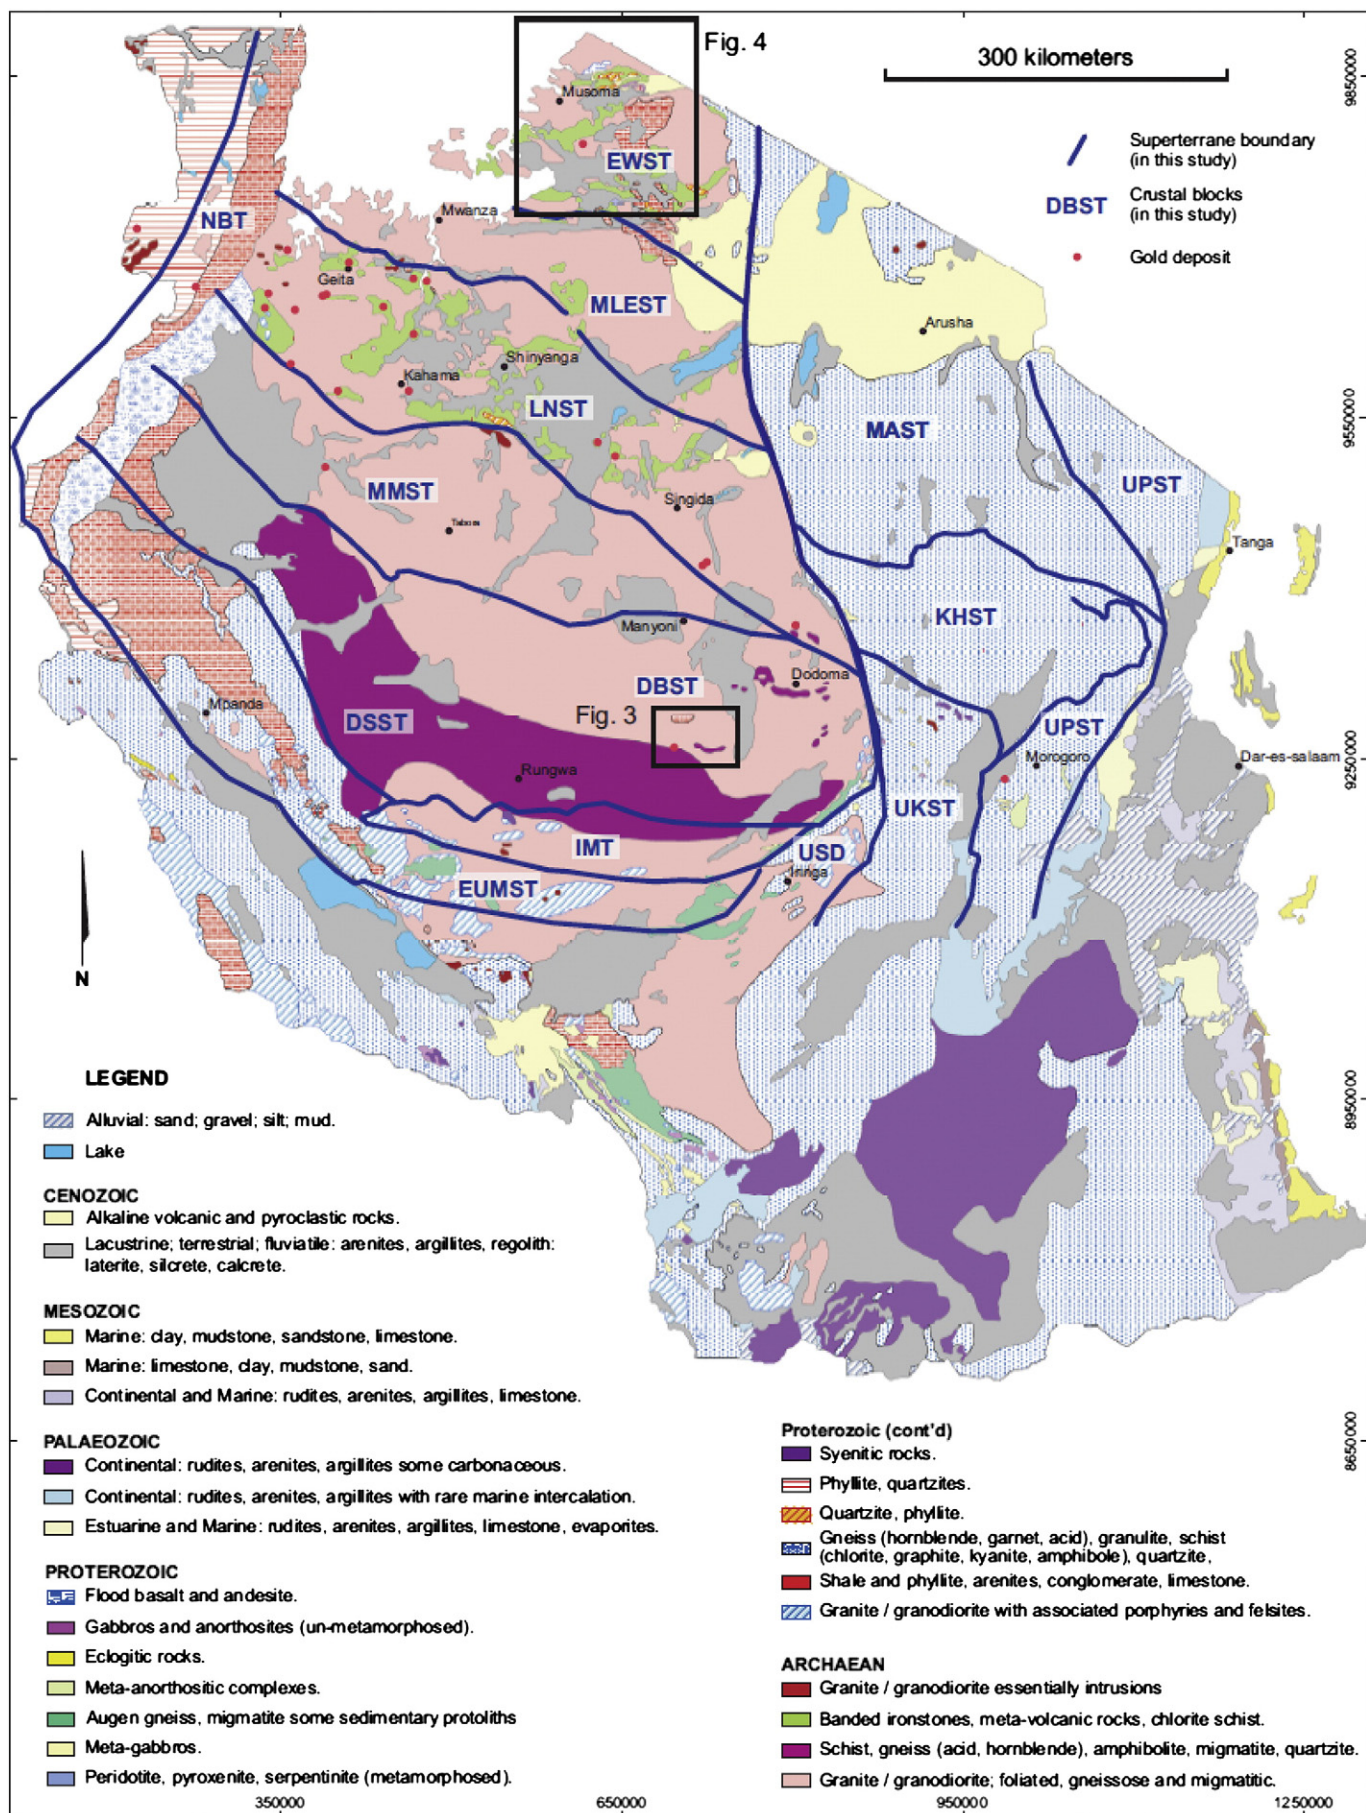 Fig. 4
300 kilometers
9850000
Musoma
EWST
Superterrane boundary
(in this study)
DBST
Crustal blocks
(in this study)
Gold deposit
NBT
Mwanza
Geita
MLEST
Arusha
Shinyanga
Kahama
LNST
MAST
9550000
MMST
Singida
UPST
Tabora
Tanga
KHST
Manyoni
Dodoma
DBST
Mpanda
Fig. 3
DSST
UPST
Morogoro
Dar-es-salaam
9250000
Rungwa
UKST
IMT
USD
Iringa
EUMST
N
LEGEND
Alluvial: sand; gravel; silt; mud.
Lake
8950000
CENOZOIC
Alkaline volcanic and pyroclastic rocks.
Lacustrine; terrestrial; fluviatile: arenites, argillites, regolith:
laterite, silcrete, calcrete.
MESOZOIC
Marine: clay, mudstone, sandstone, limestone.
Marine: limestone, clay, mudstone, sand.
Continental and Marine: rudites, arenites, argillites, limestone.
PALAEOZOIC
Continental: rudites, arenites, argillites some carbonaceous.
Continental: rudites, arenites, argillites with rare marine intercalation.
Estuarine and Marine: rudites, arenites, argillites, limestone, evaporites.
PROTEROZOIC
Flood basalt and andesite.
Gabbros and anorthosites (un-metamorphosed).
Eclogitic rocks.
Meta-anorthositic complexes.
Augen gneiss, migmatite some sedimentary protoliths
Meta-gabbros.
Peridotite, pyroxenite, serpentinite (metamorphosed).
Proterozoic (cont'd)
8650000
Syenitic rocks.
Phyllite, quartzites.
Quartzite, phyllite.
Gneiss (hornblende, garnet, acid), granulite, schist
(chlorite, graphite, kyanite, amphibole), quartzite,
Shale and phyllite, arenites, conglomerate, limestone.
Granite / granodiorite with associated porphyries and felsites.
ARCHAEAN
Granite / granodiorite essentially intrusions
Banded ironstones, meta-volcanic rocks, chlorite schist.
Schist, gneiss (acid, hornblende), amphibolite, migmatite, quartzite.
Granite / granodiorite; foliated, gneissose and migmatitic.
350000
650000
950000
1250000